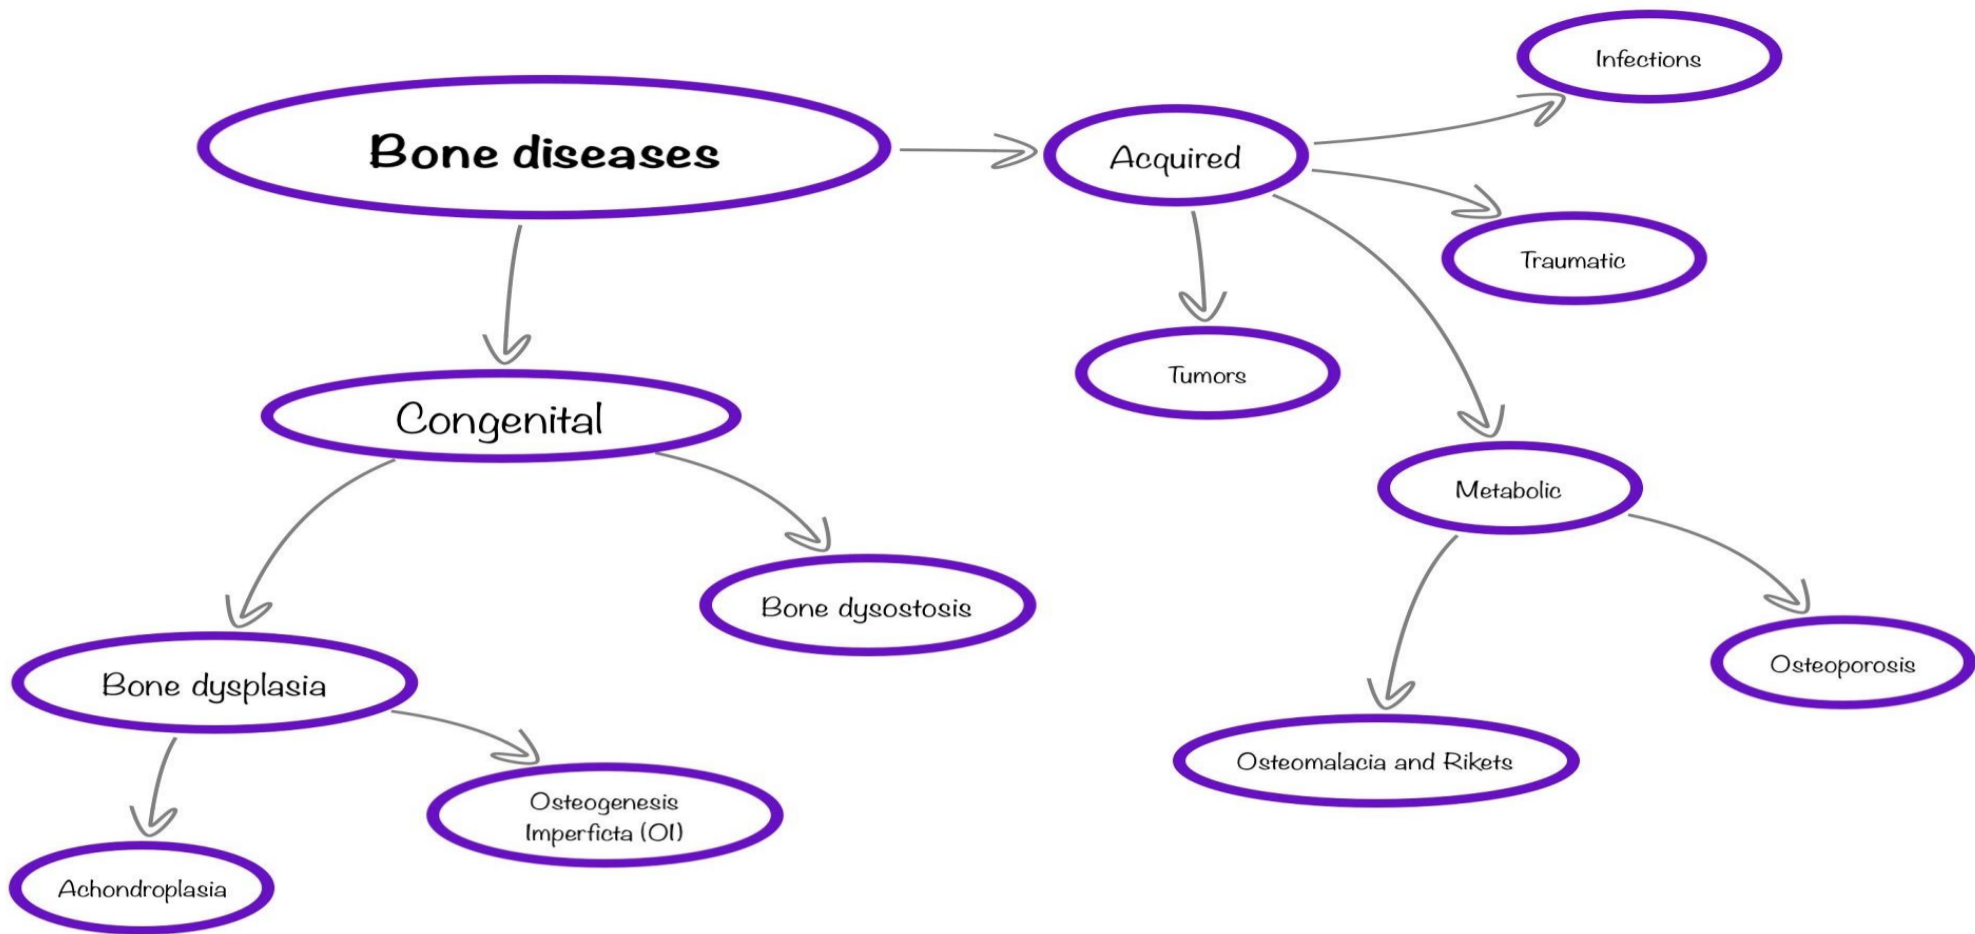 Bone diseases
Acquired
Infections
Traumatic
Tumors
Metabolic
Osteoporosis
Osteomalacia and Rikets
Congenital
Bone dysostosis
Bone dysplasia
Osteogenesis
Imperficta (OI)
Achondroplasia